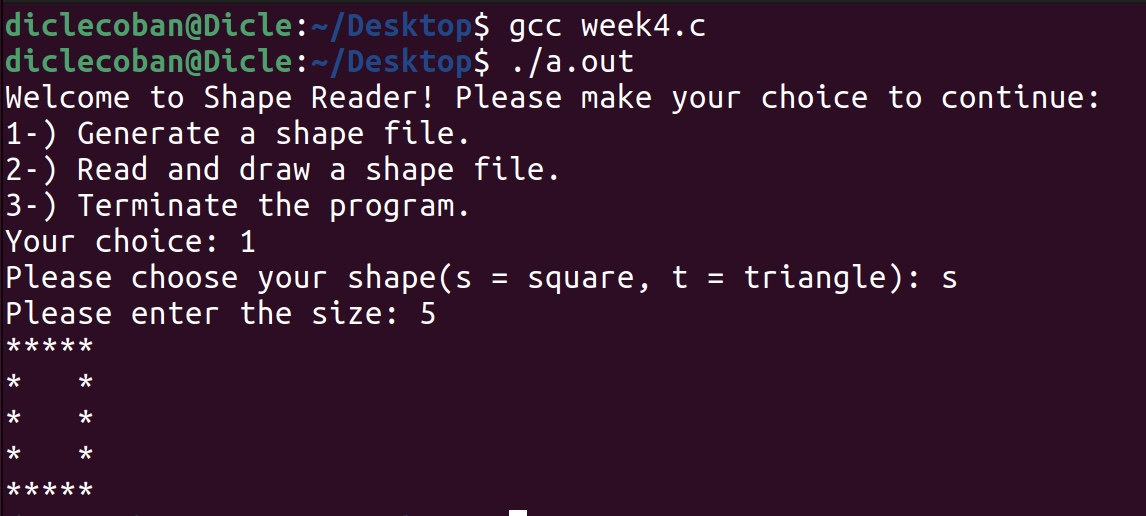 diclecoban@Dicle:~/Desktop$ gcc week4.c
diclecoban@Dicle:~/Desktop$ ./a.out
Welcome to Shape Reader! Please make your choice to continue:
1-) Generate a shape file.
2-) Read and draw a shape file.
3-) Terminate the program.
Your choice: 1
Please choose your shape(s = square, t = triangle): s
Please enter the size: 5
*****
*   *
*   *
*   *
*****